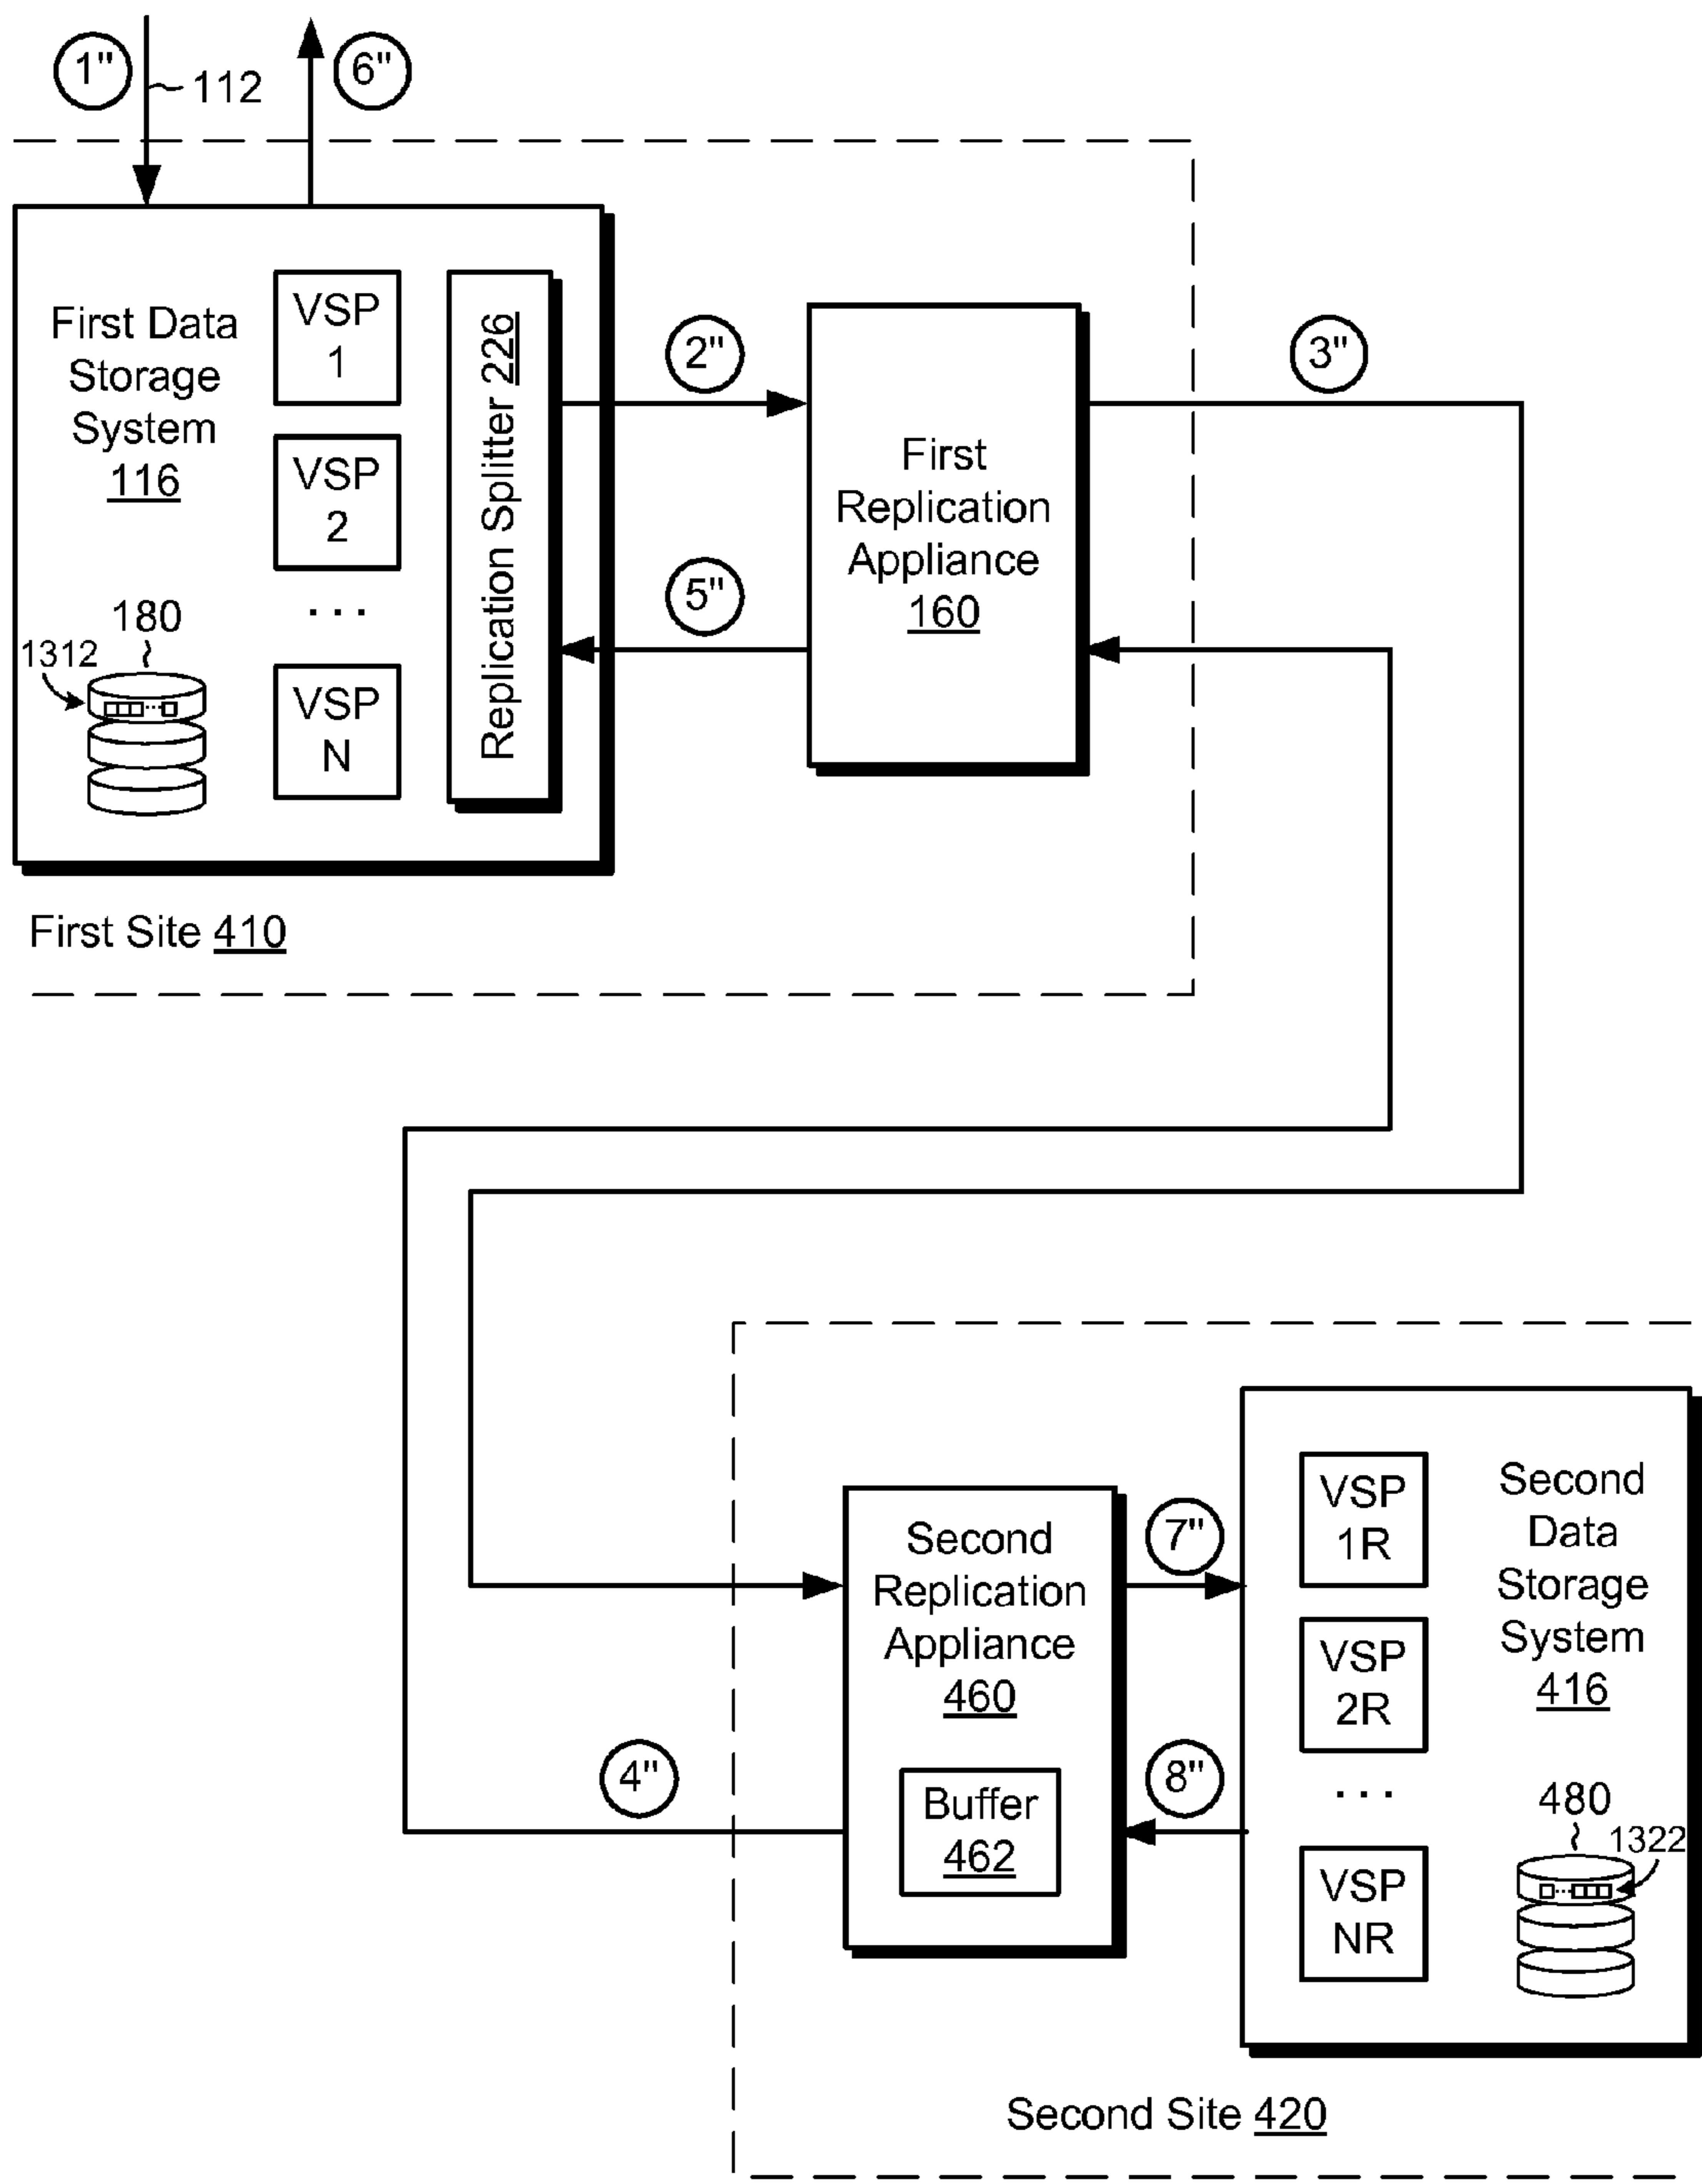 1"
112
6"
First Data
Storage
System
116
VSP
1
VSP
2
...
VSP
N
Replication Splitter 226
180
1312
2"
5"
First
Replication
Appliance
160
3"
First Site 410
4"
Second
Replication
Appliance
460
Buffer
462
7"
8"
VSP
1R
VSP
2R
...
VSP
NR
Second
Data
Storage
System
416
480
1322
Second Site 420